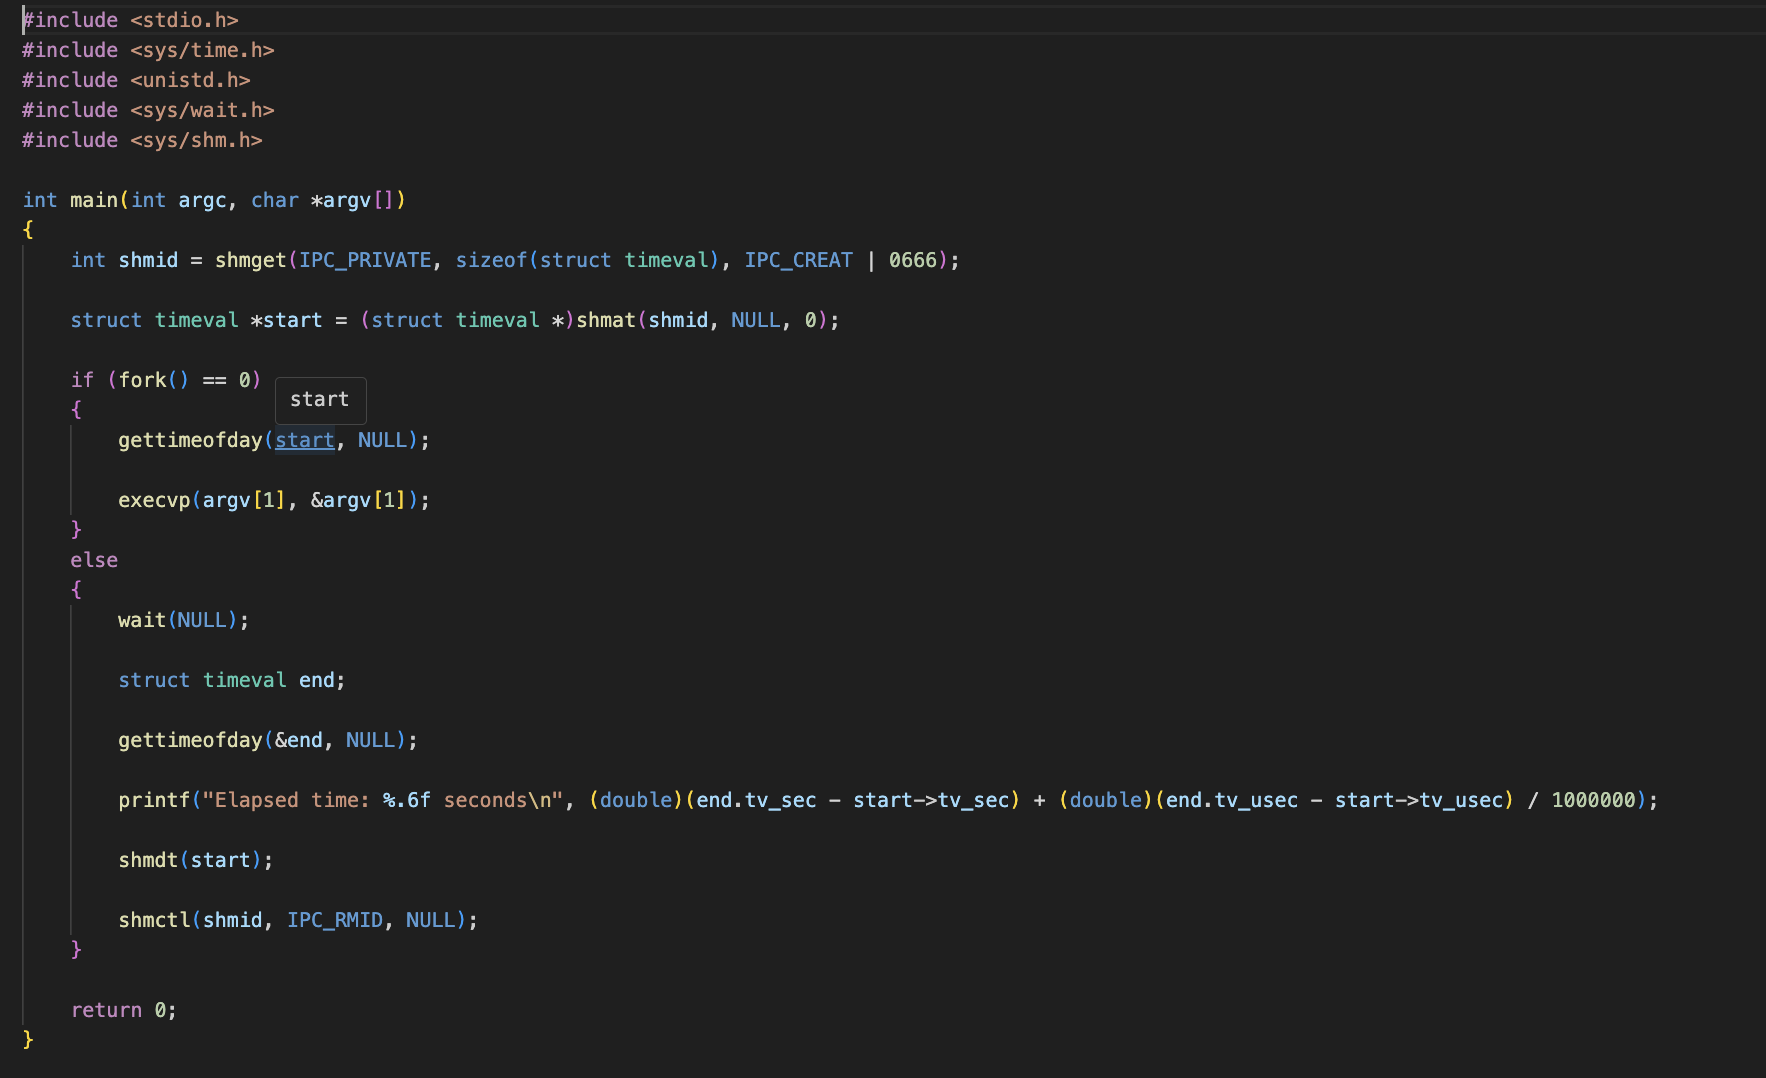 #include <stdio.h>
#include <sys/time.h>
#include <unistd.h>
#include <sys/wait.h>
#include <sys/shm.h>
int main(int argc, char *argv[])
{
int shmid = shmget(IPC_PRIVATE, sizeof(struct timeval), IPC_CREAT | 0666);
struct timeval *start = (struct timeval *)shmat(shmid, NULL, 0);
if (fork() == 0)
start
{
gettimeofday(start, NULL);
execvp(argv[1], &argv[1]);
}
else
{
wait(NULL);
struct timeval end;
gettimeofday(&end, NULL);
printf("Elapsed time: %.6f seconds\n", (double)(end.tv_sec - start->tv_sec) + (double)(end.tv_usec - start->tv_usec) / 1000000);
shmdt(start);
shmctl(shmid, IPC_RMID, NULL);
}
return 0;
}